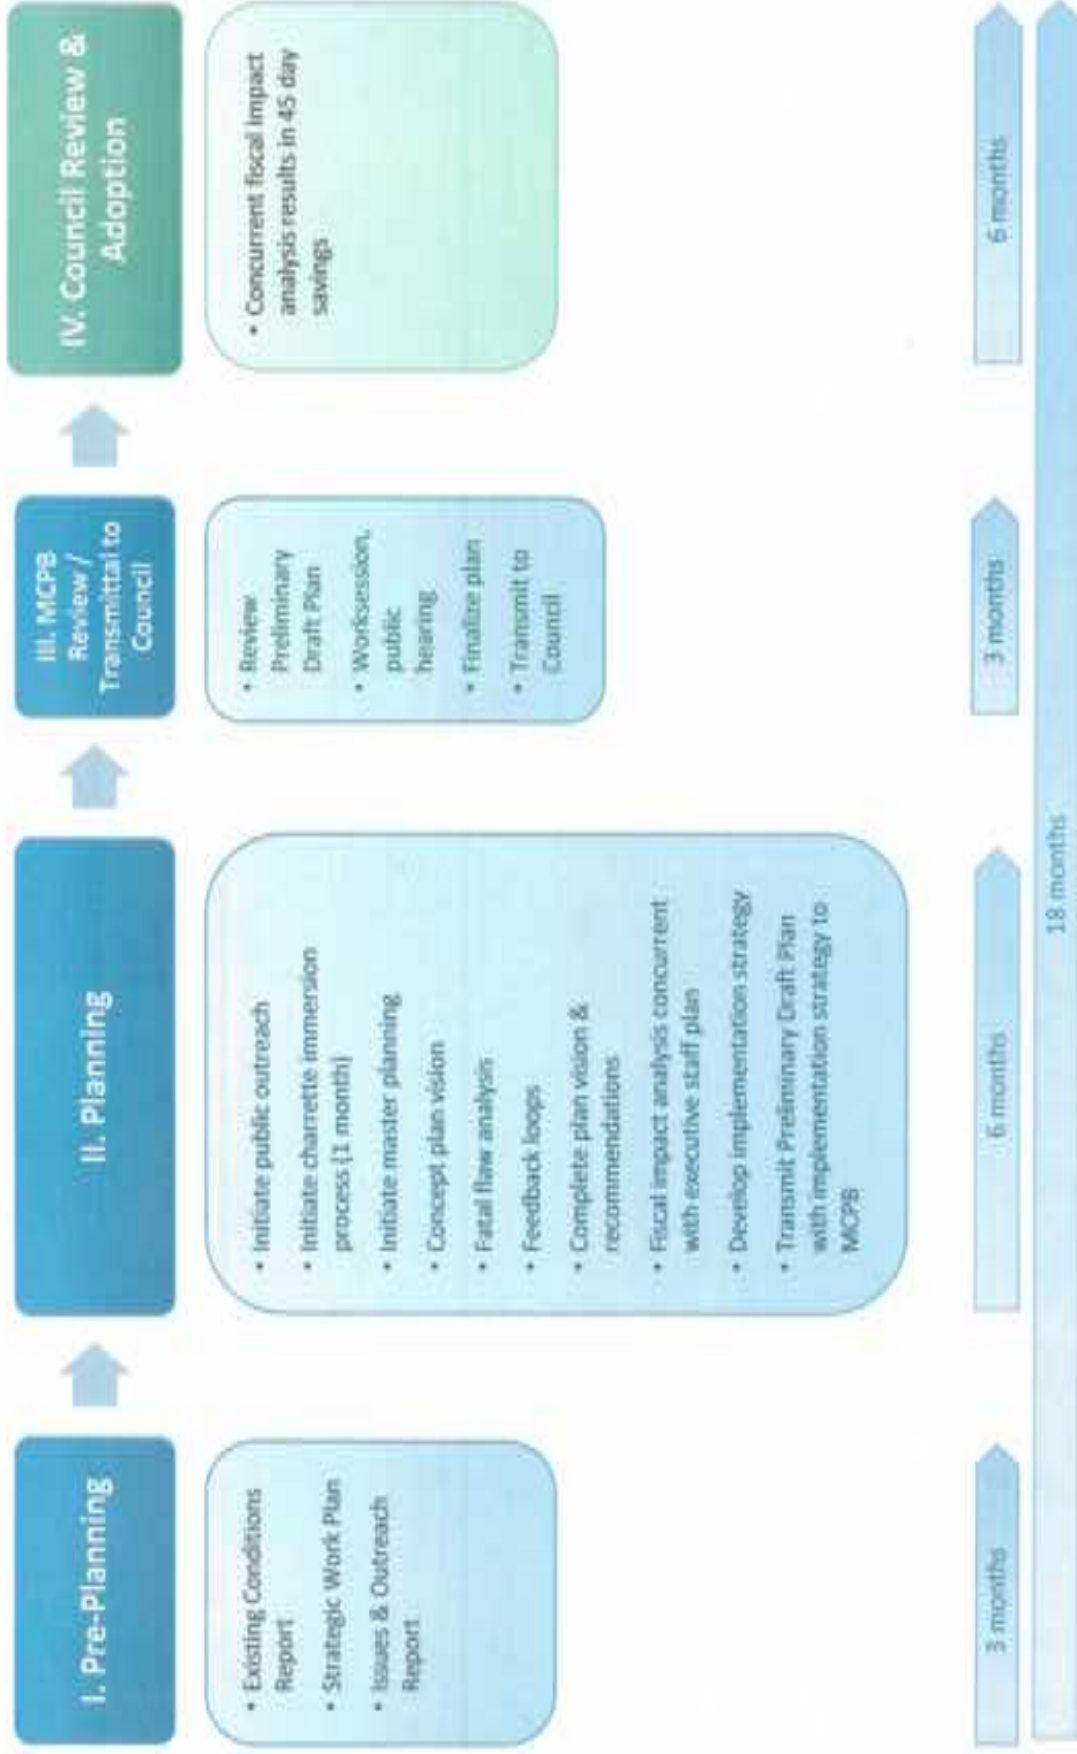 I. Pre-Planning
• Existing Conditions
Report
• Strategic Work Plan
• Issues & Outreach
Report
3 months
II. Planning
• Initiate public outreach
• Initiate charrette immersion
process (1 month)
• Initiate master planning
• Concept plan vision
• Fatal flaw analysis
• Feedback loops
• Complete plan vision &
recommendations
• Fiscal impact analysis concurrent
with executive staff plan
• Develop implementation strategy
• Transmit Preliminary Draft Plan
with implementation strategy to
MCPB
6 months
III. MCPB
Review /
Transmittal to
Council
• Review
Preliminary
Draft Plan
• Worksession,
public
hearing
• Finalize plan
• Transmit to
Council
3 months
IV. Council Review &
Adoption
• Concurrent fiscal impact
analysis results in 45 day
savings
6 months
18 months